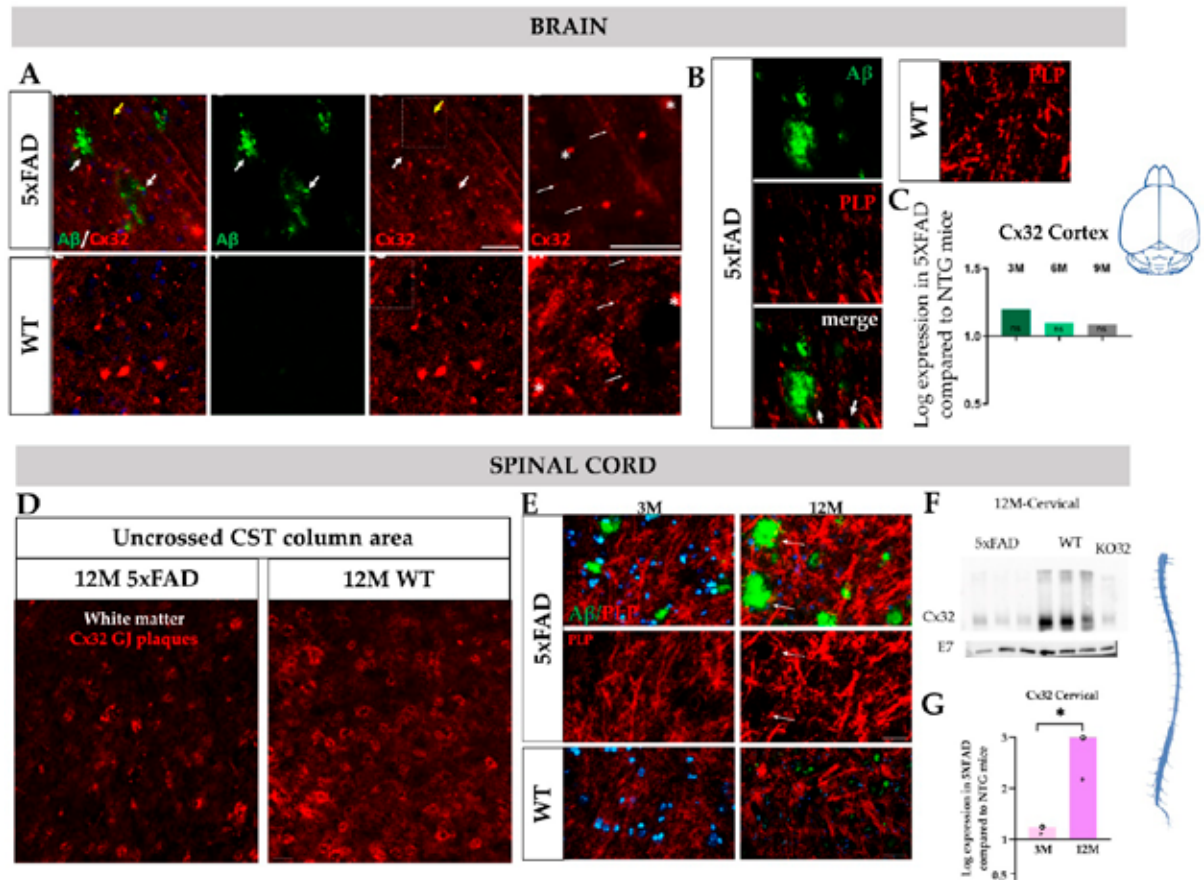 BRAIN
A
5xFAD
Aβ/Cx32
Aβ
Cx32
Cx32
WT
B
5xFAD
Aβ
PLP
merge
WT
PLP
C
Cx32 Cortex
Log expression in 5XFAD
compared to NTG mice
1.5
1.0
0.5
3M 6M 9M
ns ns ns
SPINAL CORD
D
Uncrossed CST column area
12M 5xFAD
12M WT
White matter
Cx32 GJ plaques
E
3M 12M
5xFAD
Aβ/PLP
PLP
WT
F
12M-Cervical
5xFAD WT KO32
Cx32
E7
G
Cx32 Cervical
*
Log expression in 5XFAD
compared to NTG mice
3
2
1
0.5
3M 12M